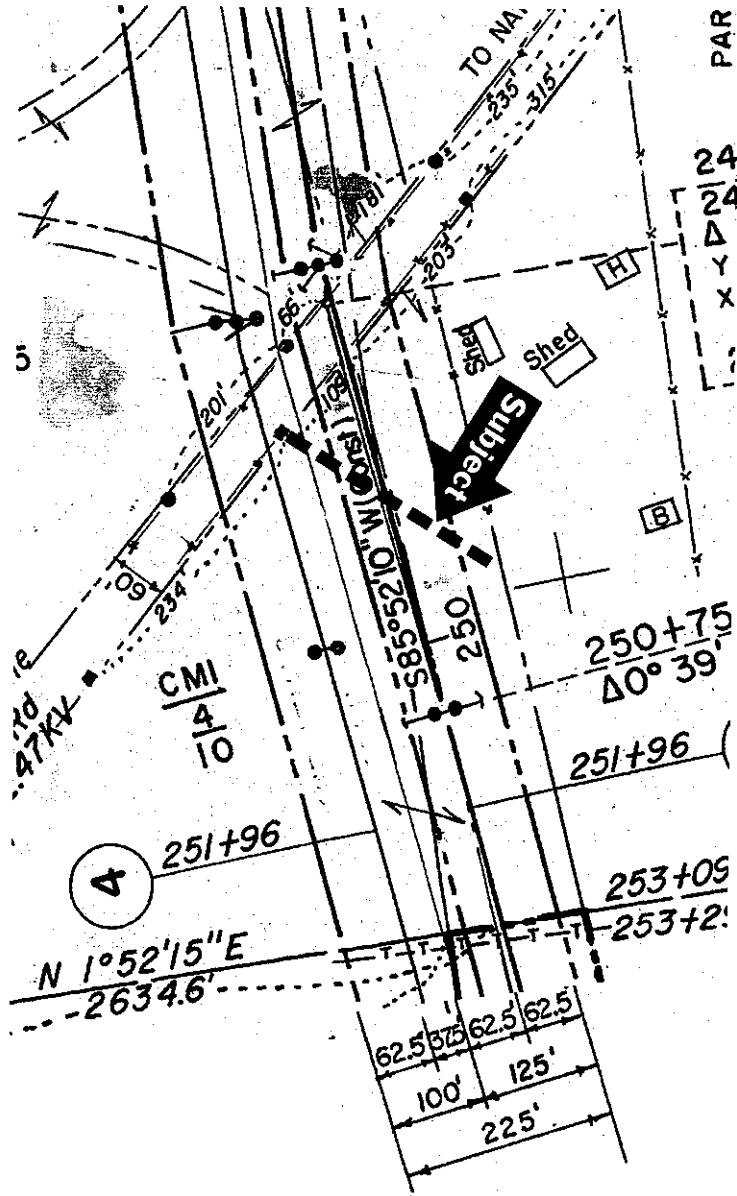 TO
PAR
235'
315'
24
24
Δ
Y
X
181'
203'
H
66'
Shed
Shed
5
201'
109'
Subject
S85°52'10"W(const)
B
60'
234'
250
250+75
Δ0°39'
47KV
CMI
4
10
251+96
251+96
4
253+09
253+2
N 1°52'15"E
2634.6'
T T T T T T
62.5' 37.5 62.5' 62.5'
100' 125'
225'